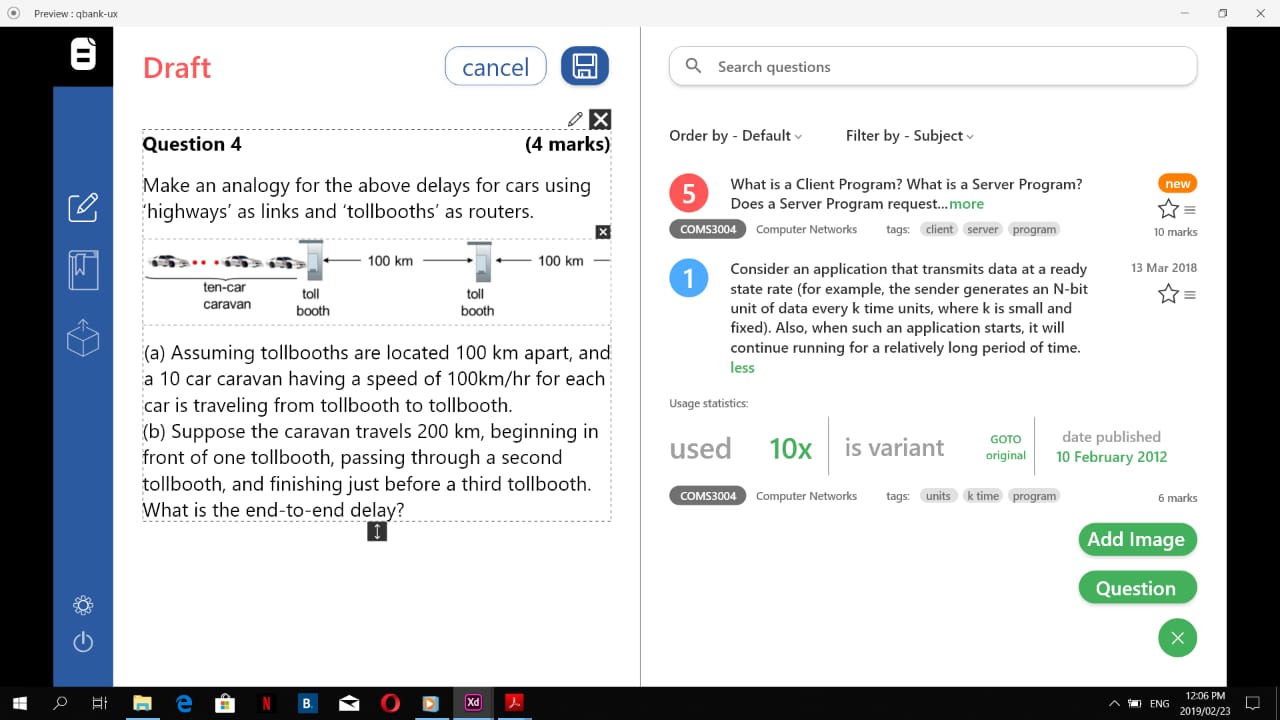 Preview : qbank-ux
Draft
cancel
Question 4 (4 marks)
Make an analogy for the above delays for cars using
‘highways’ as links and ‘tollbooths’ as routers.
100 km 100 km
ten-car
caravan
toll
booth
toll
booth
(a) Assuming tollbooths are located 100 km apart, and
a 10 car caravan having a speed of 100km/hr for each
car is traveling from tollbooth to tollbooth.
(b) Suppose the caravan travels 200 km, beginning in
front of one tollbooth, passing through a second
tollbooth, and finishing just before a third tollbooth.
What is the end-to-end delay?
Search questions
Order by - Default Filter by - Subject
5
What is a Client Program? What is a Server Program?
Does a Server Program request...more
new
10 marks
COMS3004 Computer Networks tags: client server program
1
Consider an application that transmits data at a ready
state rate (for example, the sender generates an N-bit
unit of data every k time units, where k is small and
fixed). Also, when such an application starts, it will
continue running for a relatively long period of time.
less
13 Mar 2018
Usage statistics:
used 10x is variant
GOTO
original
date published
10 February 2012
COMS3004 Computer Networks tags: units k time program 6 marks
Add Image
Question
N B. Xd
ENG
12:06 PM
2019/02/23